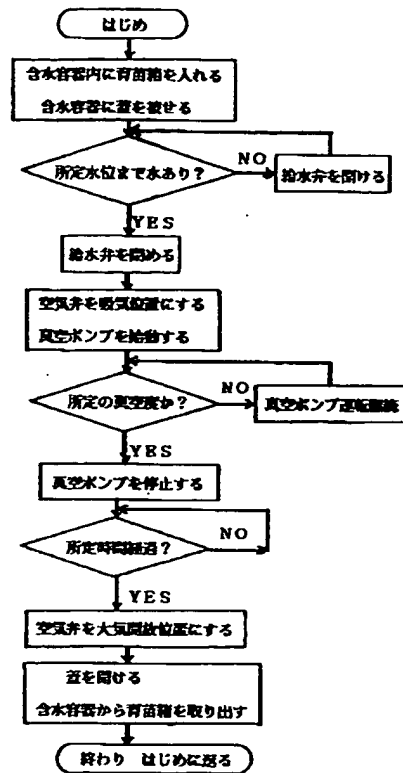 はじめ
含水容器内に育苗箱を入れる
含水容器に蓋を被せる
所定水位まで水あり？
NO
給水弁を開ける
YES
給水弁を閉める
空気弁を吸気位置にする
真空ポンプを始動する
所定の真空度か？
NO
真空ポンプ運転継続
YES
真空ポンプを停止する
所定時間経過？
NO
YES
空気弁を大気開放位置にする
蓋を開ける
含水容器から育苗箱を取り出す
終わり はじめに返る